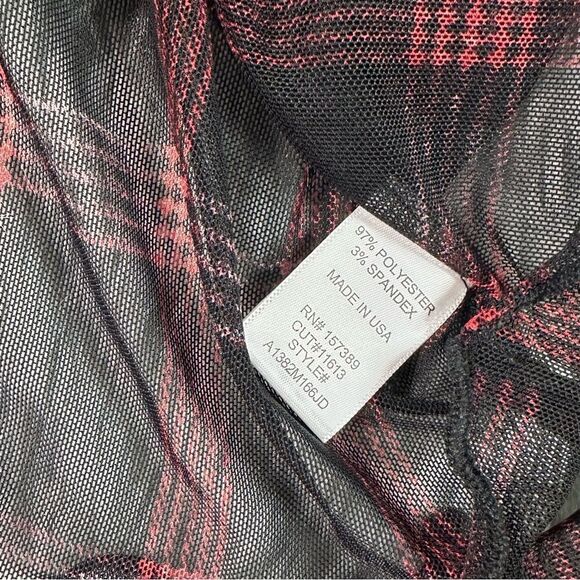 97% POLYESTER
3% SPANDEX
MADE IN USA
RN# 157389
CUT#11613
STYLE#
A1382M166JD